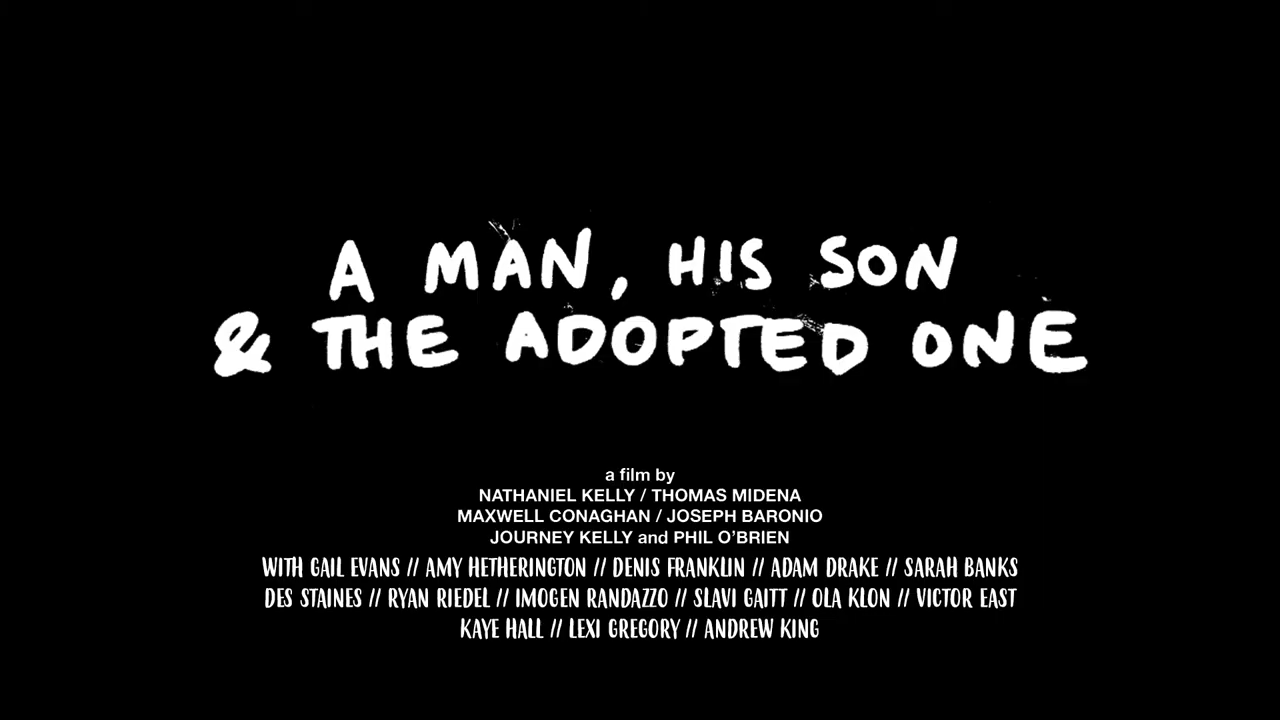 A MAN, HIS SON
& THE ADOPTED ONE
a film by
NATHANIEL KELLY / THOMAS MIDENA
MAXWELL CONAGHAN / JOSEPH BARONIO
JOURNEY KELLY and PHIL O’BRIEN
WITH GAIL EVANS // AMY HETHERINGTON // DENIS FRANKLIN // ADAM DRAKE // SARAH BANKS
DES STAINES // RYAN RIEDEL // IMOGEN RANDAZZO // SLAVI GAITT // OLA KLON // VICTOR EAST
KAYE HALL // LEXI GREGORY // ANDREW KING